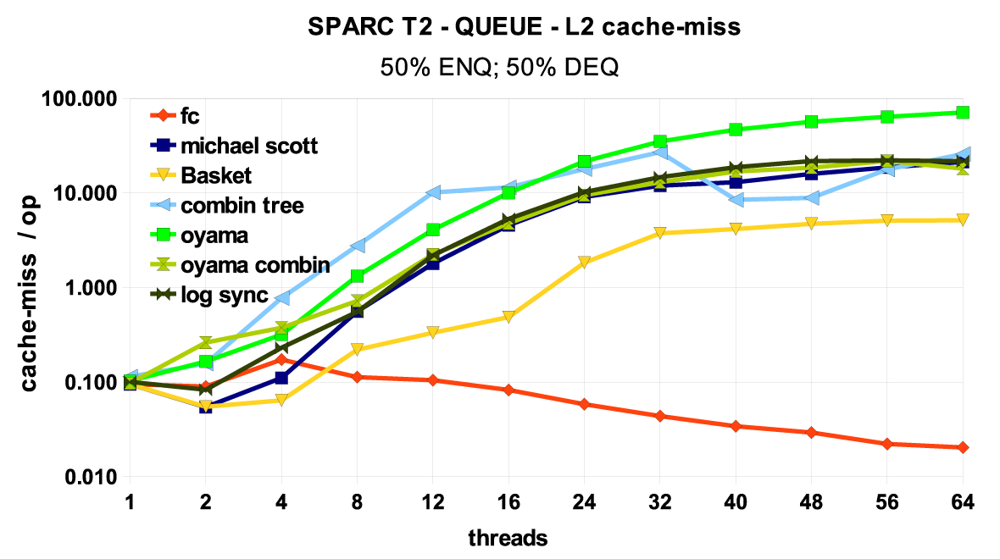 SPARC T2 - QUEUE - L2 cache-miss
50% ENQ; 50% DEQ
cache-miss / op
100.000
10.000
1.000
0.100
0.010
fc
michael scott
Basket
combin tree
oyama
oyama combin
log sync
1 2 4 8 12 16 24 32 40 48 56 64
threads